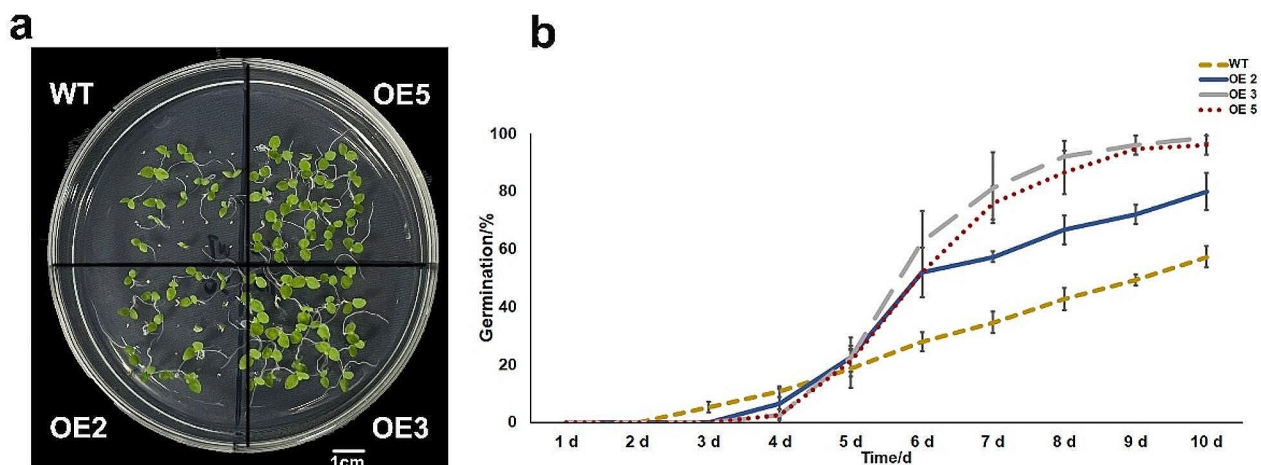 a
WT
OE5
OE2
OE3
1cm
b
WT
OE 2
OE 3
OE 5
Germination/%
100
80
60
40
20
0
1 d 2 d 3 d 4 d 5 d 6 d 7 d 8 d 9 d 10 d
Time/d